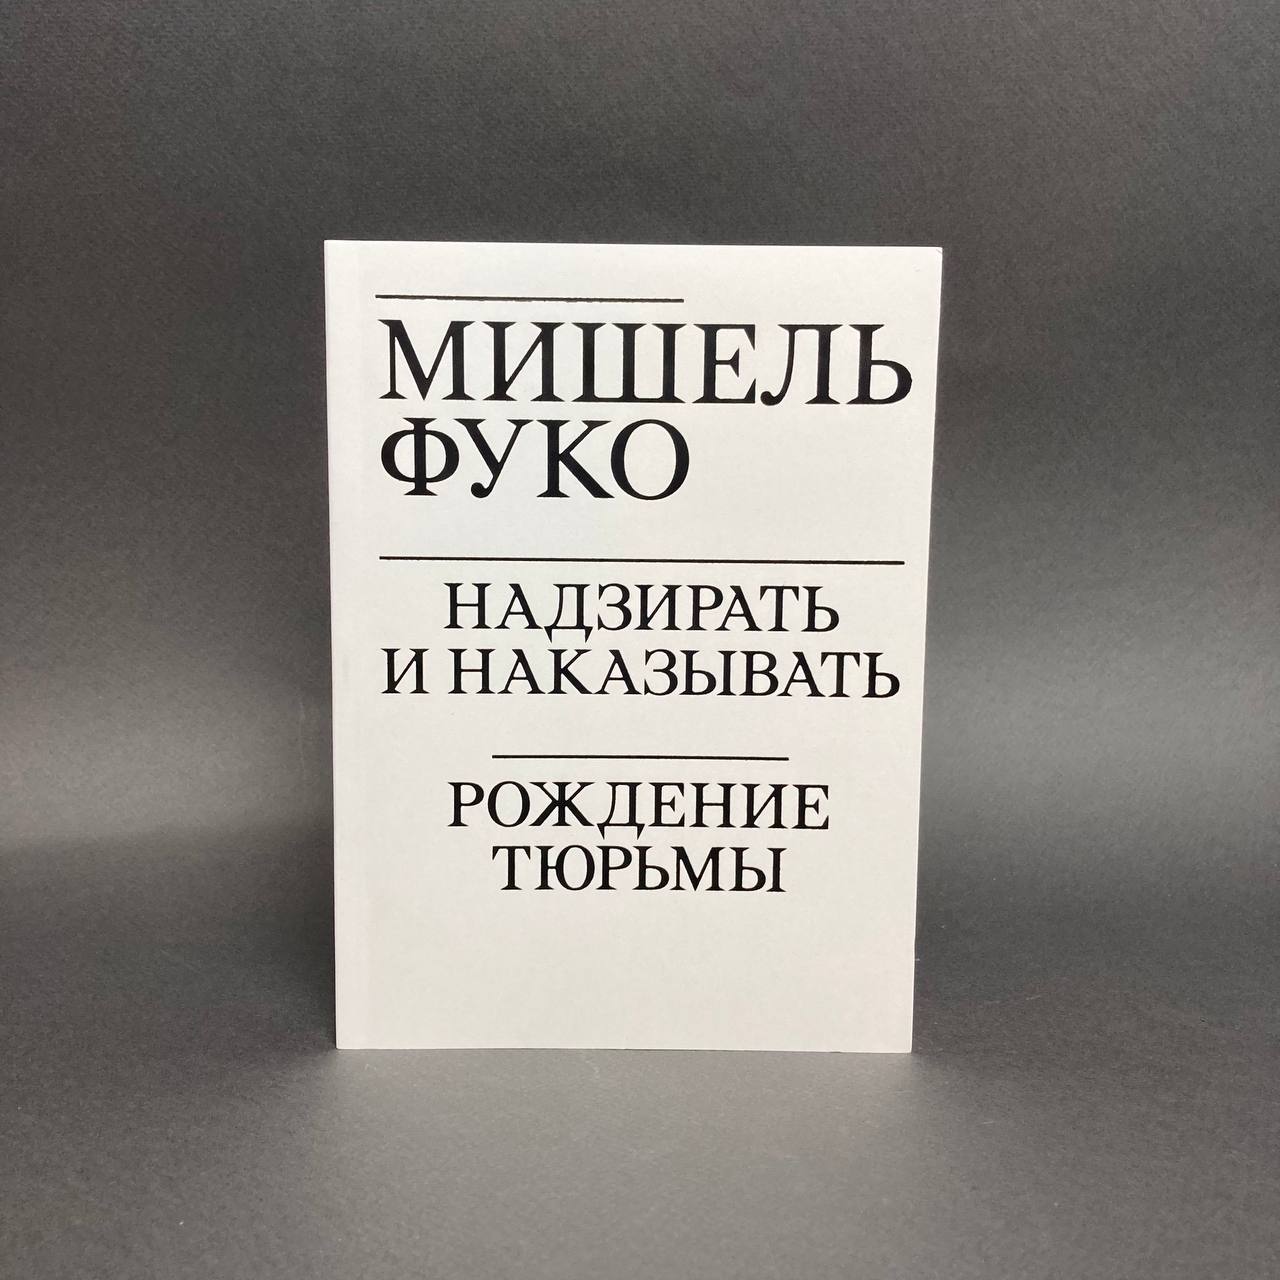 МИШЕЛЬ
ФУКО
НАДЗИРАТЬ
И НАКАЗЫВАТЬ
РОЖДЕНИЕ
ТЮРЬМЫ